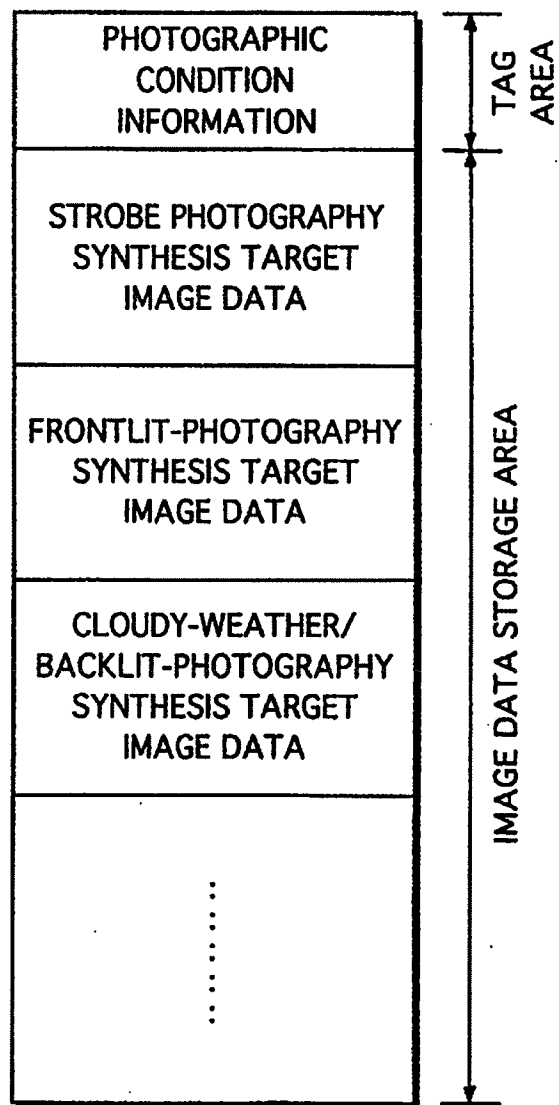 PHOTOGRAPHIC
CONDITION
INFORMATION
TAG
AREA
STROBE PHOTOGRAPHY
SYNTHESIS TARGET
IMAGE DATA
FRONTLIT-PHOTOGRAPHY
SYNTHESIS TARGET
IMAGE DATA
CLOUDY-WEATHER/
BACKLIT-PHOTOGRAPHY
SYNTHESIS TARGET
IMAGE DATA
IMAGE DATA STORAGE AREA